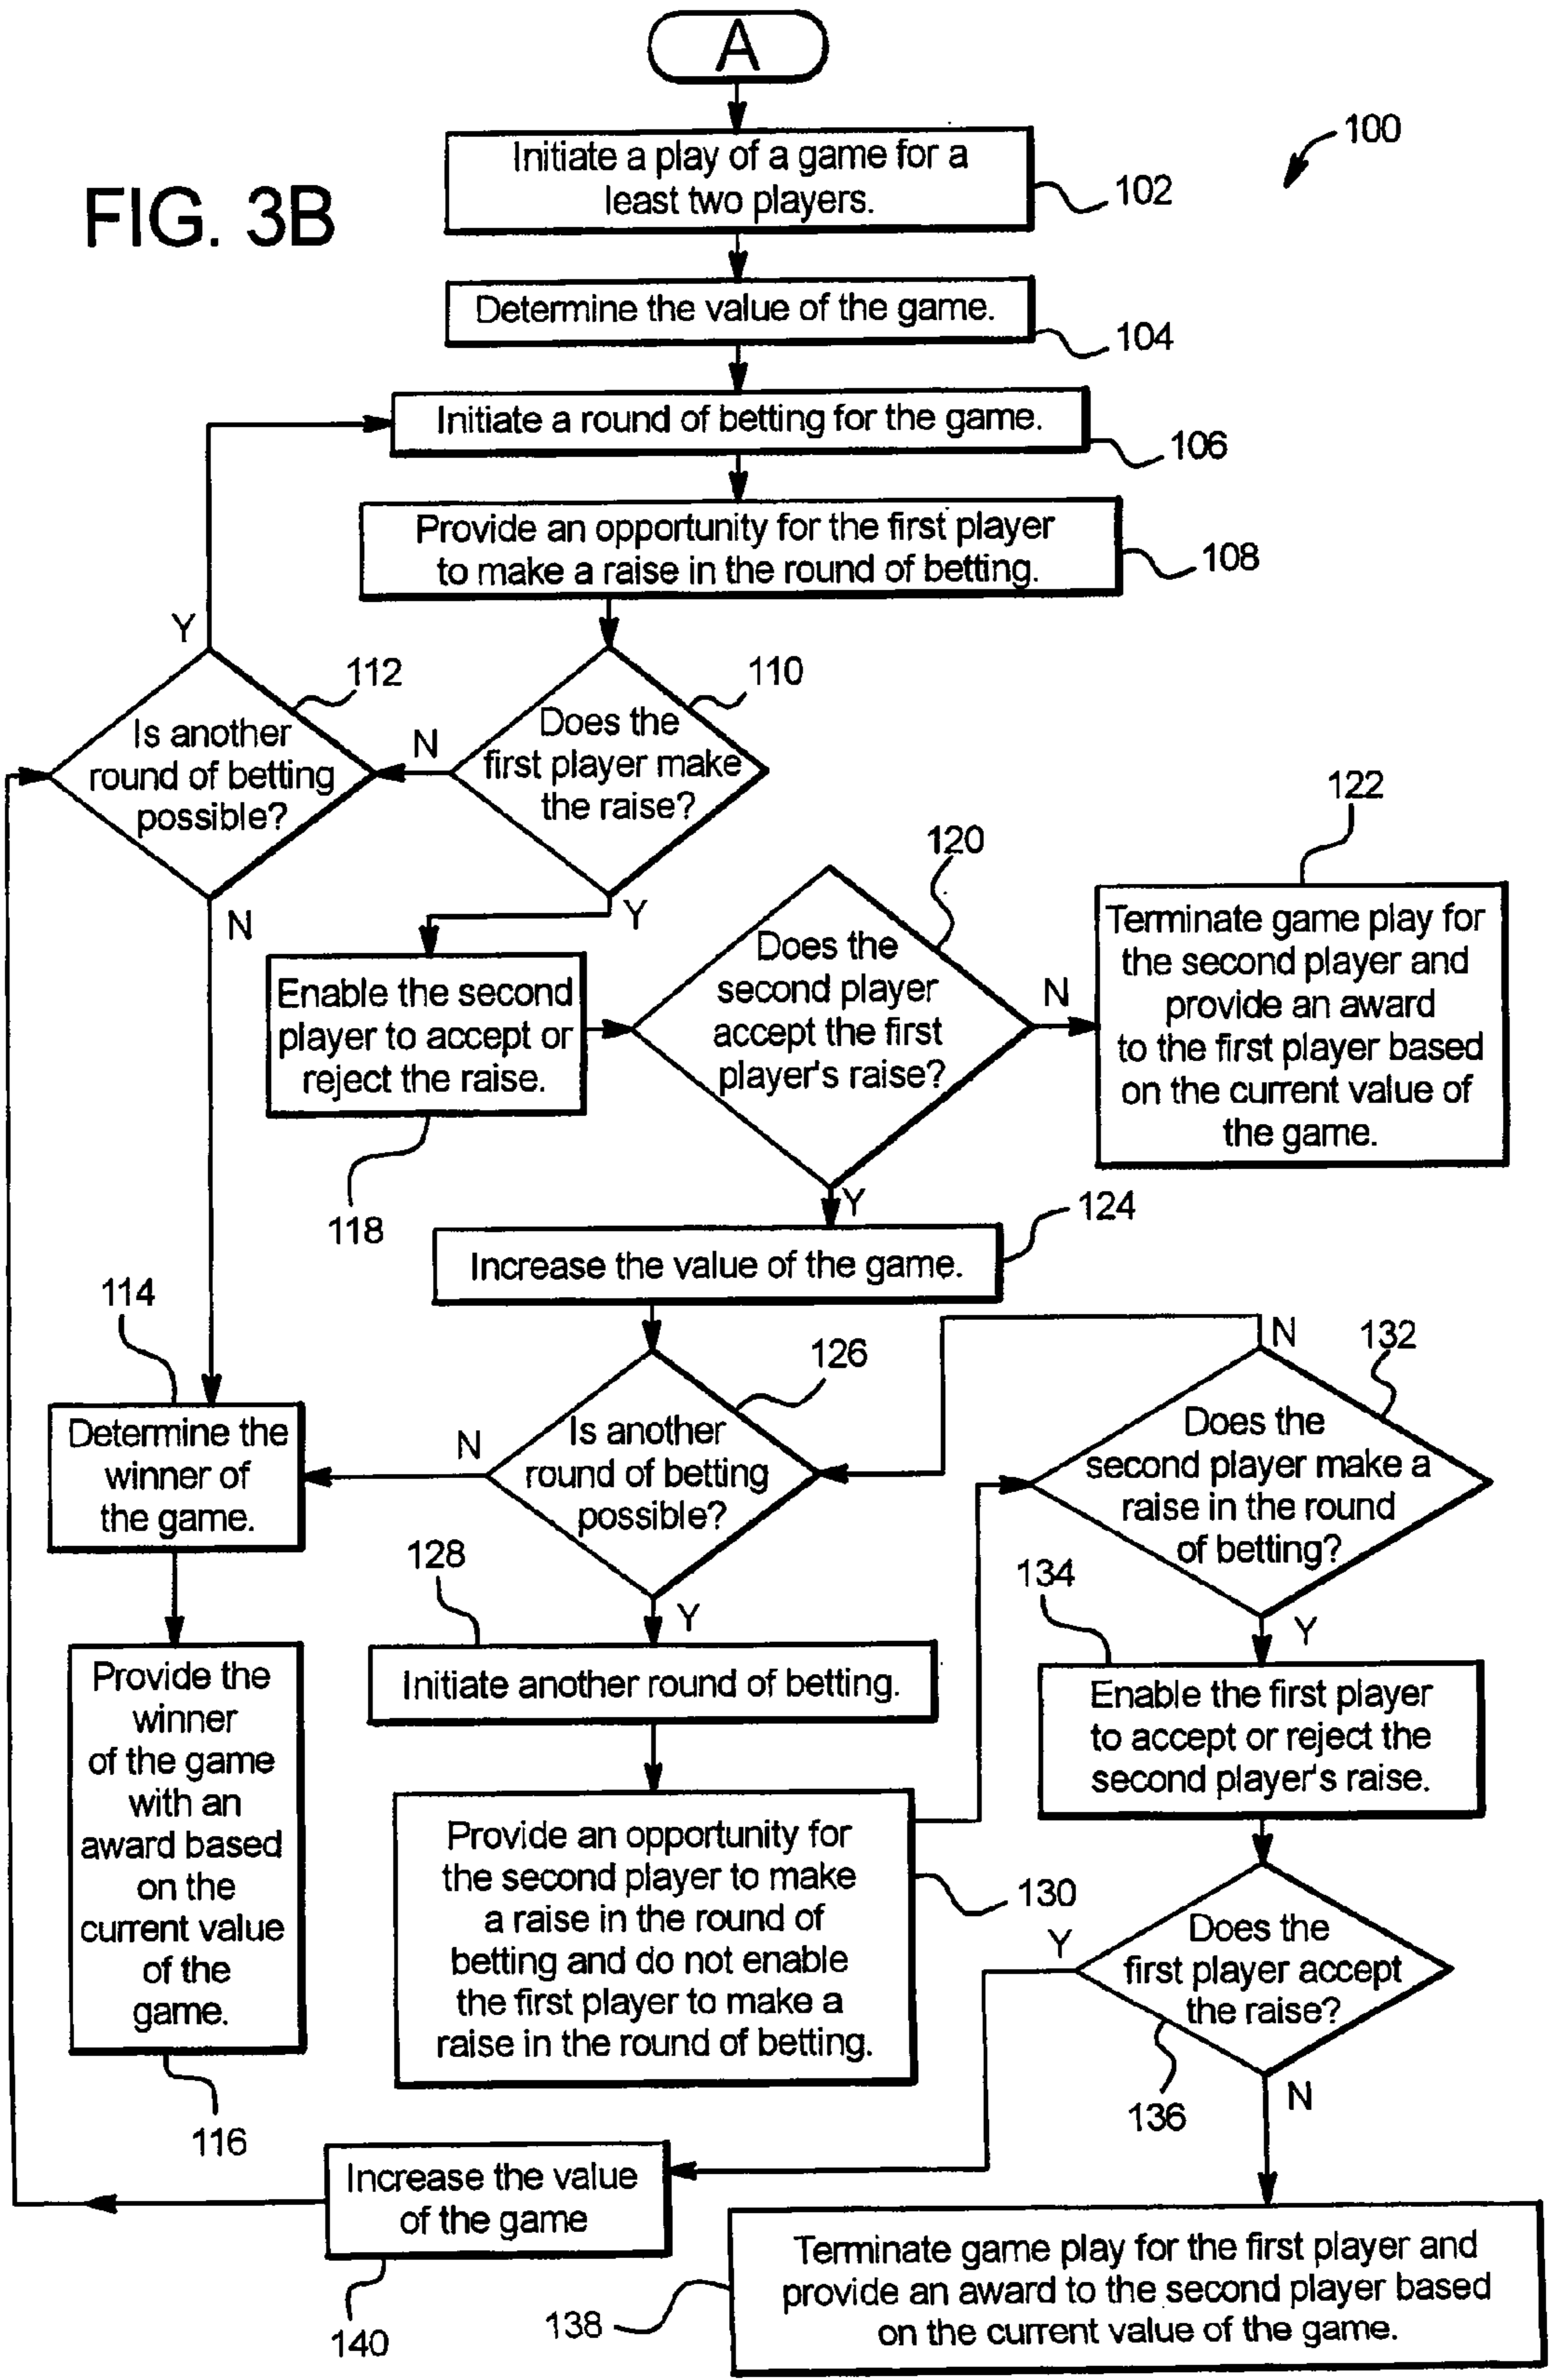 A
100
FIG. 3B
Initiate a play of a game for a
least two players.
102
Determine the value of the game.
104
Initiate a round of betting for the game.
106
Provide an opportunity for the first player
to make a raise in the round of betting.
108
Y
112
Is another
round of betting
possible?
N
110
Does the
first player make
the raise?
N
Y
Enable the second
player to accept or
reject the raise.
118
120
Does the
second player
accept the first
player's raise?
N
Y
122
Terminate game play for
the second player and
provide an award
to the first player based
on the current value of
the game.
124
Increase the value of the game.
114
Determine the
winner of
the game.
N
126
Is another
round of betting
possible?
Y
N
132
Does the
second player make a
raise in the round
of betting?
Y
128
Initiate another round of betting.
134
Enable the first player
to accept or reject the
second player's raise.
Provide the
winner
of the game
with an
award based
on the
current value
of the
game.
116
Provide an opportunity for
the second player to make
a raise in the round of
betting and do not enable
the first player to make a
raise in the round of betting.
130
Y
Does the
first player accept
the raise?
136
N
Increase the value
of the game
140
Terminate game play for the first player and
provide an award to the second player based
on the current value of the game.
138